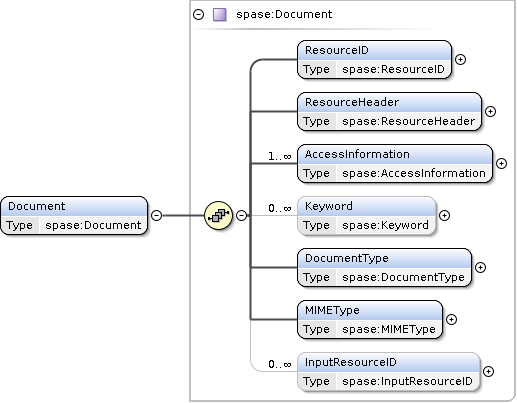 spase:Document
ResourceID
Type spase:ResourceID
ResourceHeader
Type spase:ResourceHeader
1..∞ AccessInformation
Type spase:AccessInformation
Document
Type spase:Document
0..∞ Keyword
Type spase:Keyword
DocumentType
Type spase:DocumentType
MIMEType
Type spase:MIMEType
0..∞ InputResourceID
Type spase:InputResourceID